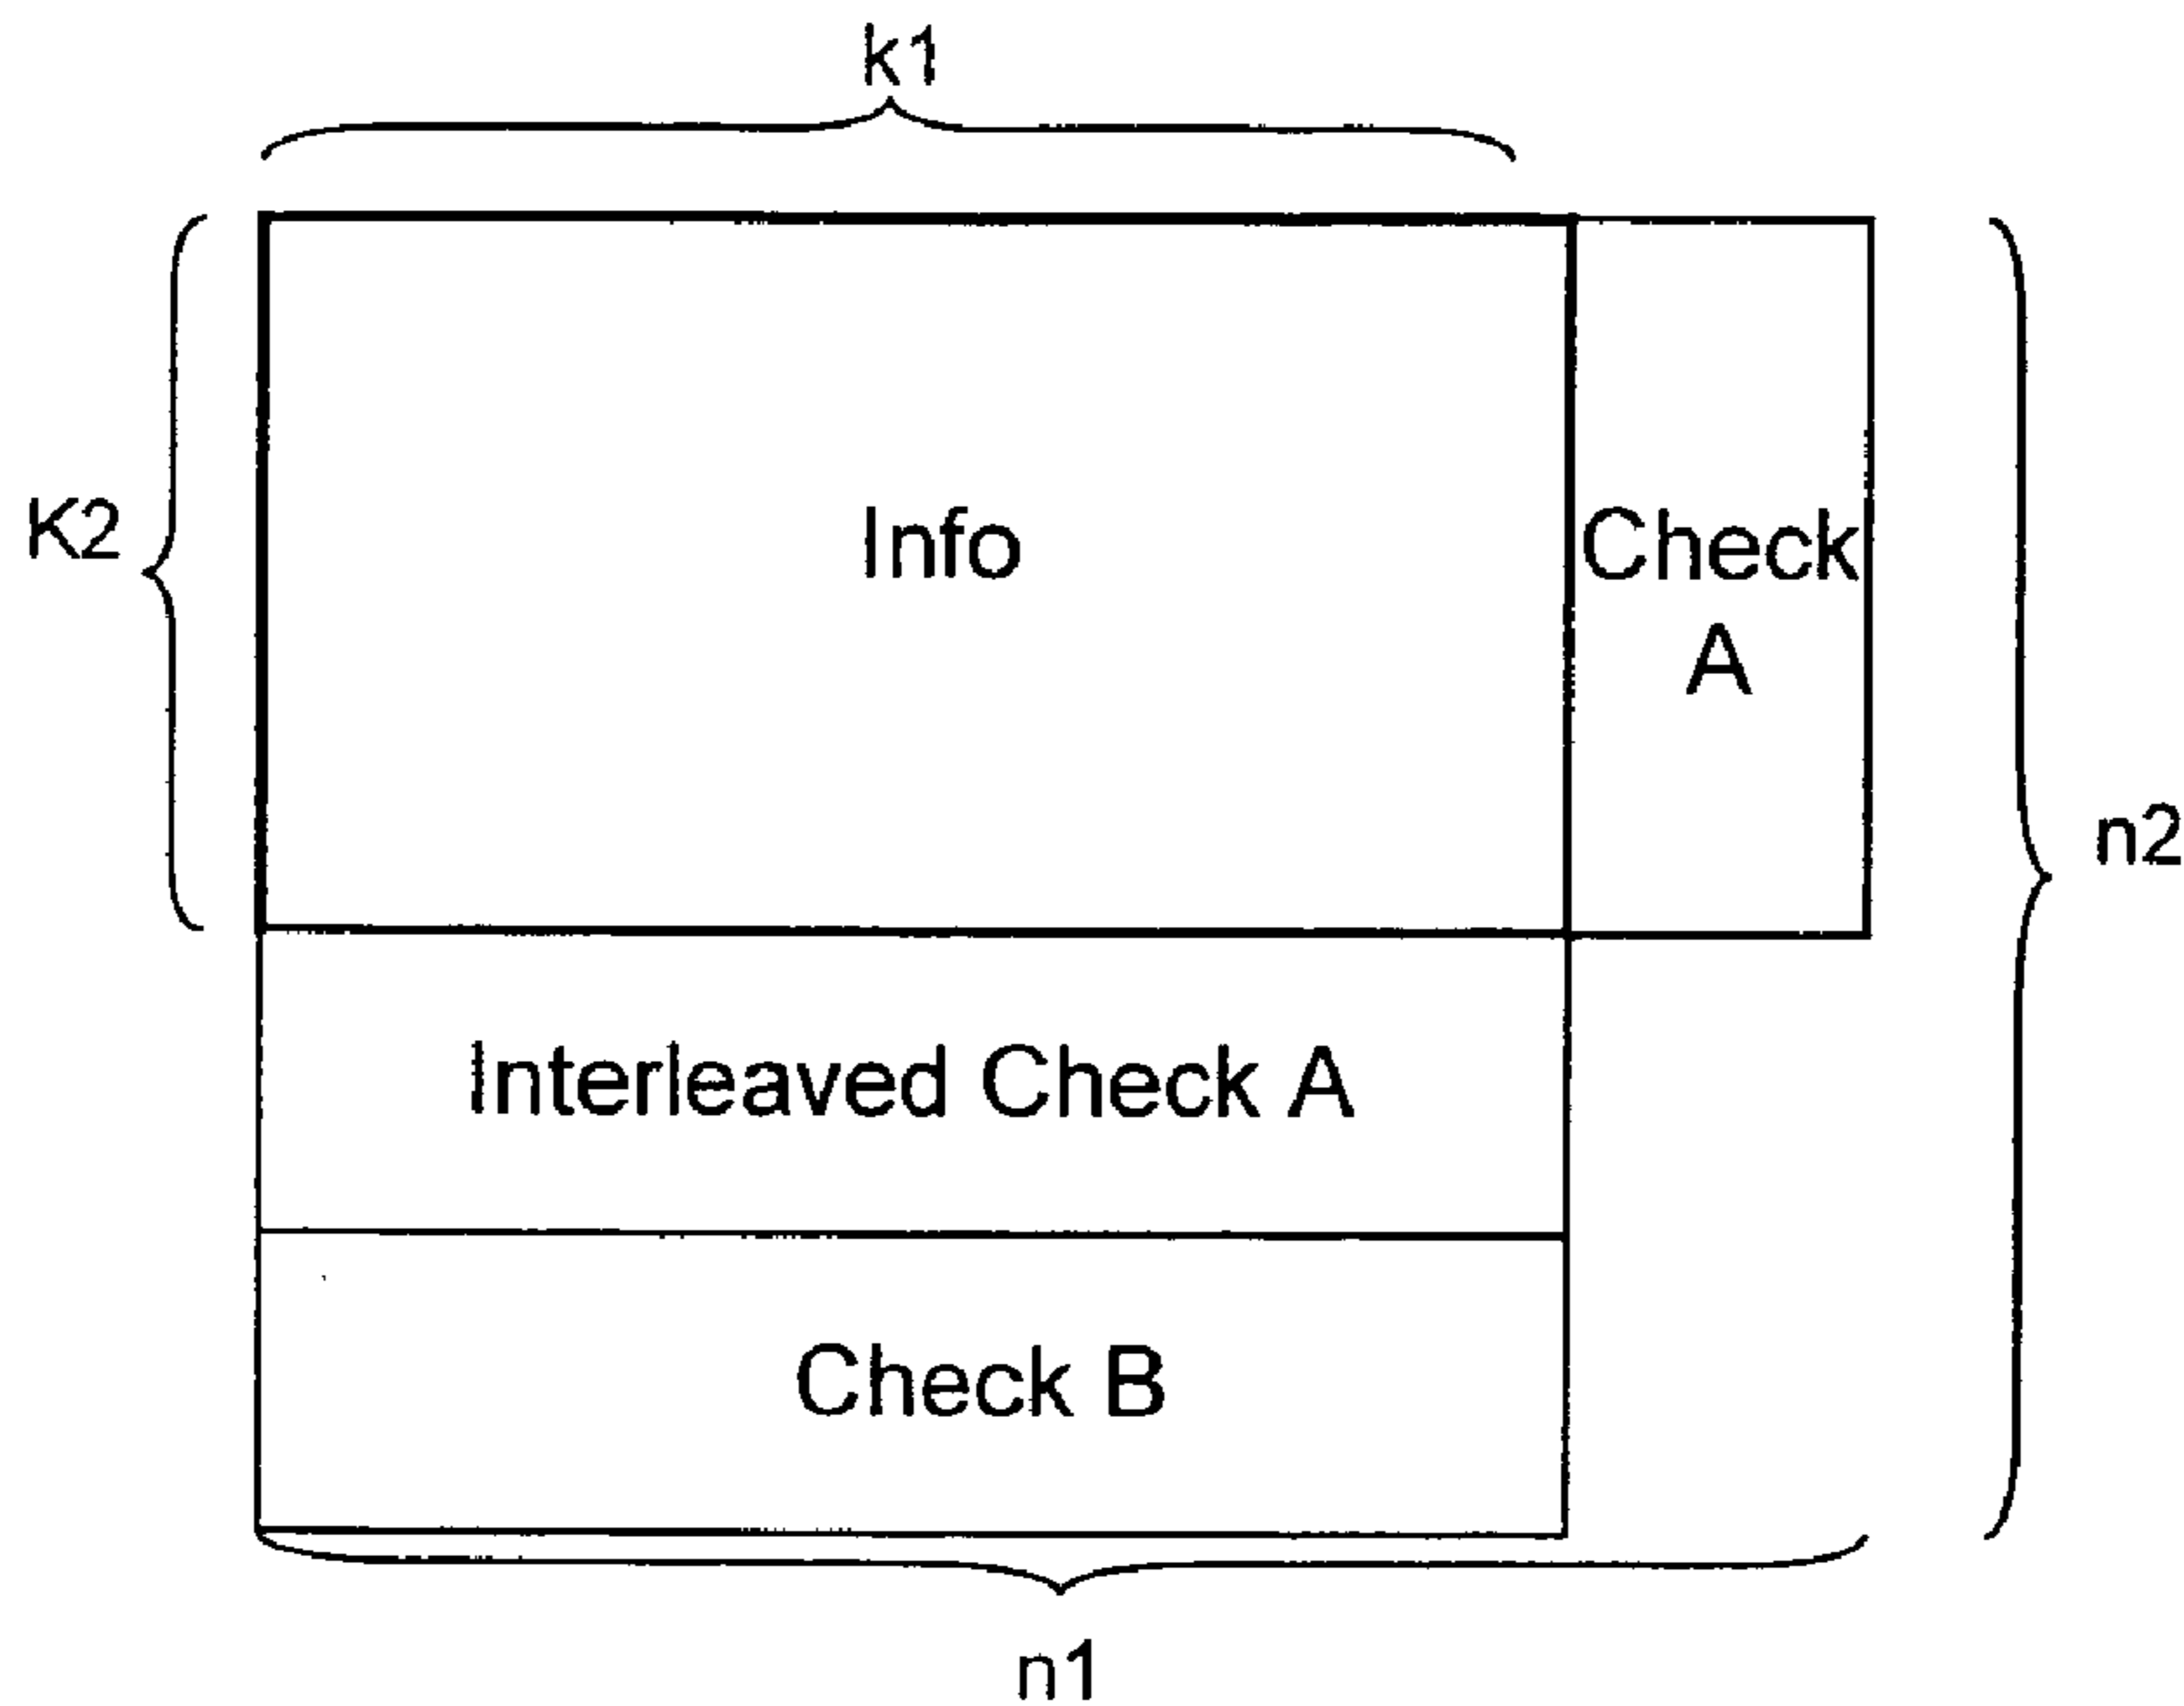 k1
K2
Info
Check
A
n2
Interleaved Check A
Check B
n1